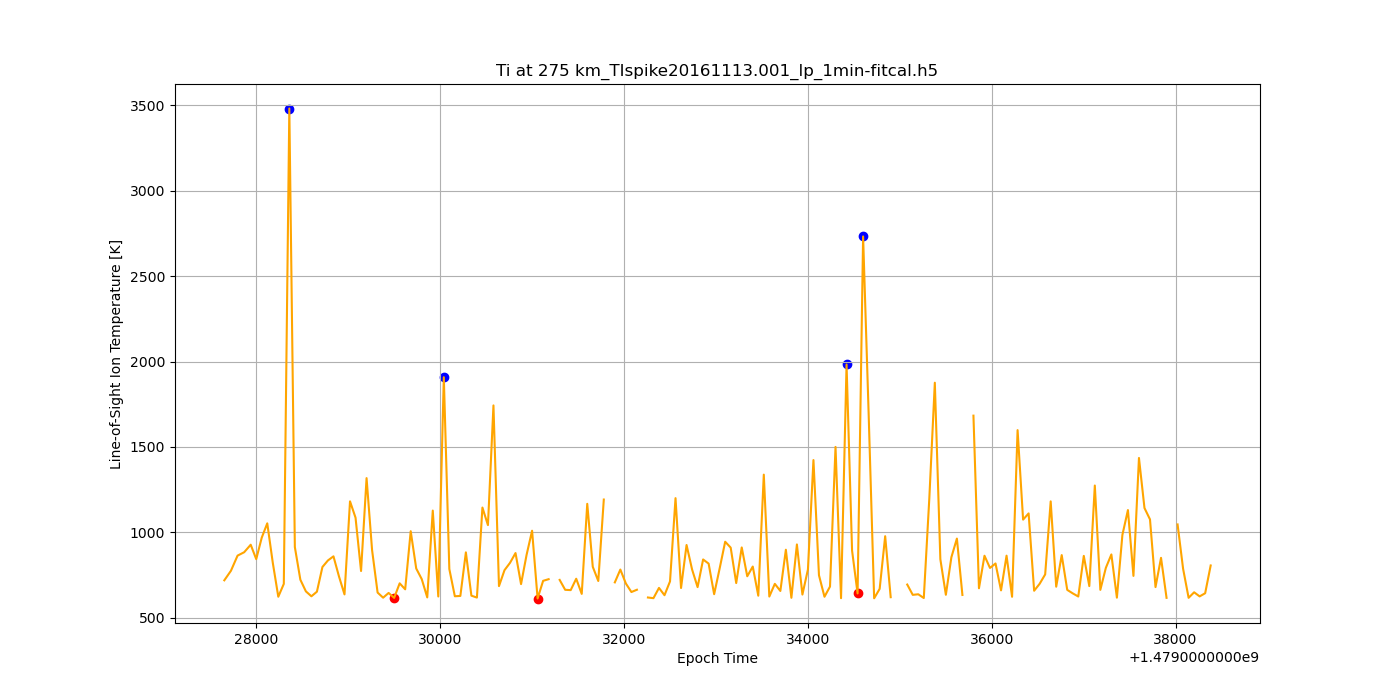 Ti at 275 km_TIspike20161113.001_lp_1min-fitcal.h5
Line-of-Sight Ion Temperature [K]
3500
3000
2500
2000
1500
1000
500
28000 30000 32000 34000 36000 38000
Epoch Time
+1.4790000000e9